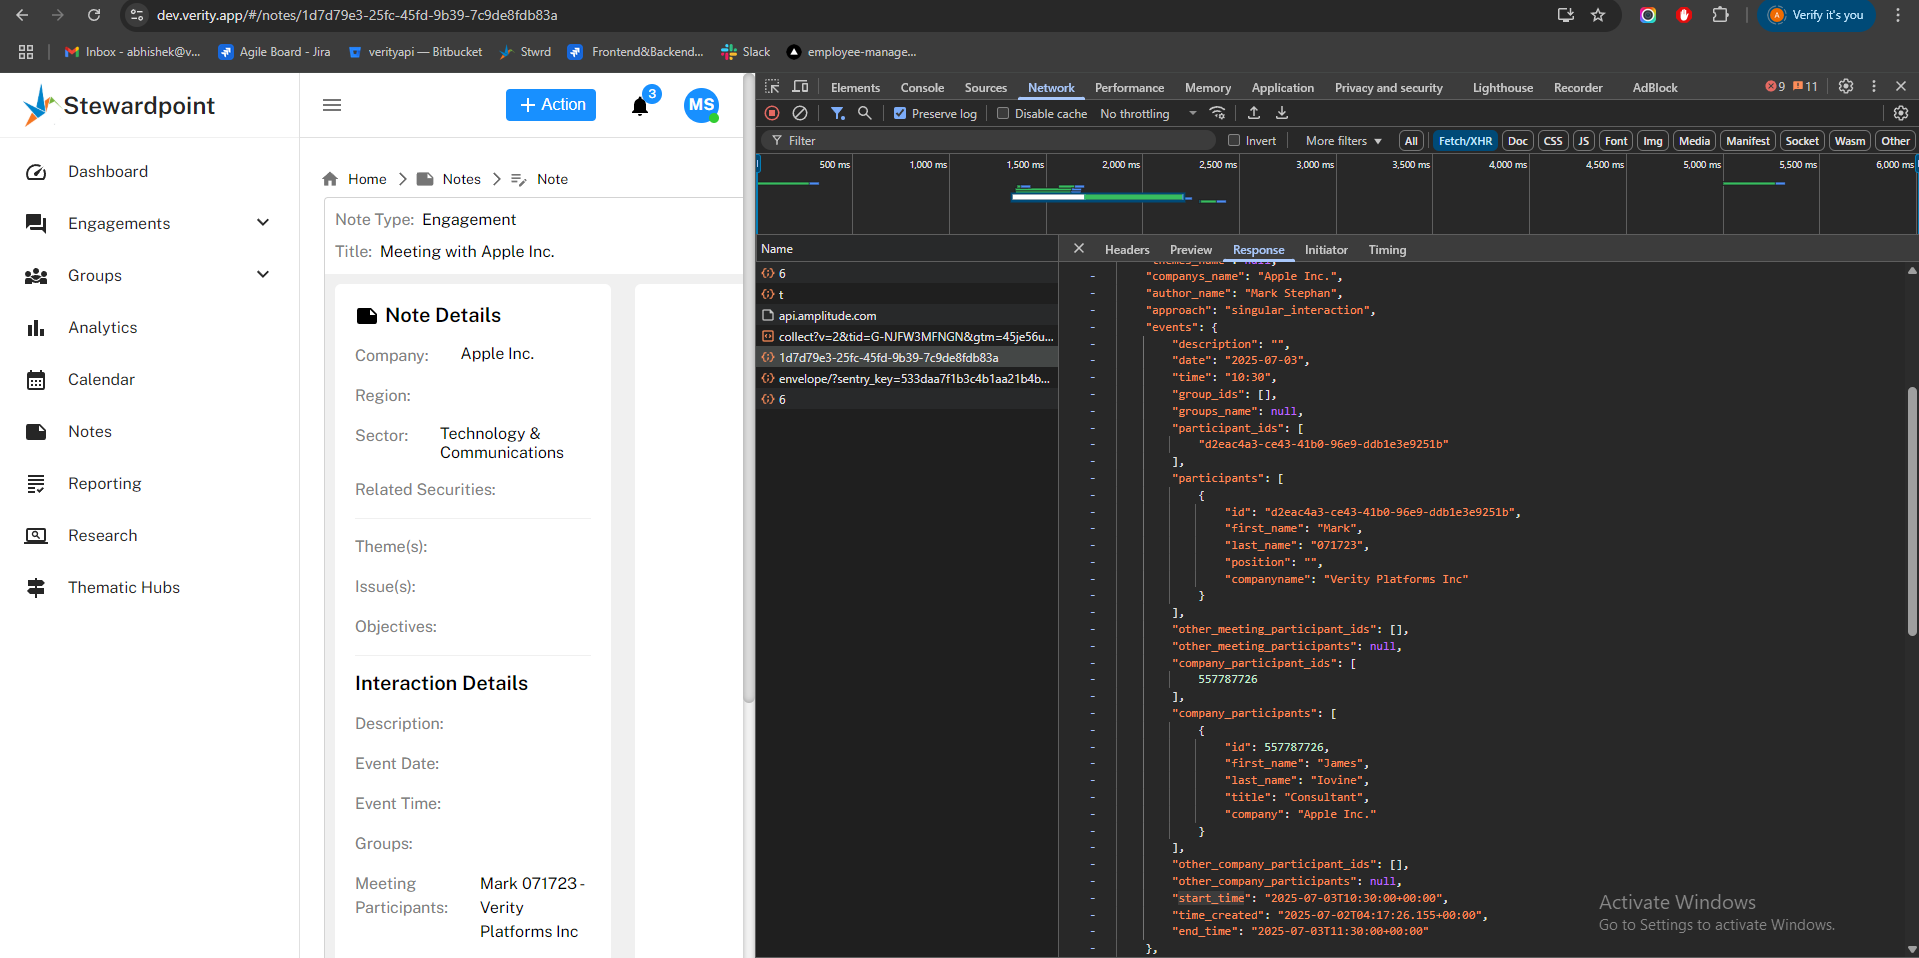 dev.verity.app/#/notes/1d7d79e3-25fc-45fd-9b39-7c9de8fdb83a
Verify it's you
Inbox - abhishek@v...
Agile Board - Jira
verityapi — Bitbucket
Stwrd
Frontend&Backend...
Slack
employee-manage...
Stewardpoint
Action
3
MS
Dashboard
Engagements
Groups
Analytics
Calendar
Notes
Reporting
Research
Thematic Hubs
Home
Notes
Note
Note Type: Engagement
Title: Meeting with Apple Inc.
Note Details
Company: Apple Inc.
Region:
Sector: Technology &
Communications
Related Securities:
Theme(s):
Issue(s):
Objectives:
Interaction Details
Description:
Event Date:
Event Time:
Groups:
Meeting Mark 071723 -
Participants: Verity
Platforms Inc
Elements Console Sources Network Performance Memory Application Privacy and security Lighthouse Recorder AdBlock 9 11
Preserve log Disable cache No throttling
Filter Invert More filters All Fetch/XHR Doc CSS JS Font Img Media Manifest Socket Wasm Other
500 ms 1,000 ms 1,500 ms 2,000 ms 2,500 ms 3,000 ms 3,500 ms 4,000 ms 4,500 ms 5,000 ms 5,500 ms 6,000 ms
Name
6
t
api.amplitude.com
collect?v=2&tid=G-NJFW3MFNGN&gtm=45je56u...
1d7d79e3-25fc-45fd-9b39-7c9de8fdb83a
envelope/?sentry_key=533daa7f1b3c4b1aa21b4b...
6
Headers Preview Response Initiator Timing
"themes_name": null,
"companys_name": "Apple Inc.",
"author_name": "Mark Stephan",
"approach": "singular_interaction",
"events": {
"description": "",
"date": "2025-07-03",
"time": "10:30",
"group_ids": [],
"groups_name": null,
"participant_ids": [
"d2eac4a3-ce43-41b0-96e9-ddb1e3e9251b"
],
"participants": [
{
"id": "d2eac4a3-ce43-41b0-96e9-ddb1e3e9251b",
"first_name": "Mark",
"last_name": "071723",
"position": "",
"companyname": "Verity Platforms Inc"
}
],
"other_meeting_participant_ids": [],
"other_meeting_participants": null,
"company_participant_ids": [
557787726
],
"company_participants": [
{
"id": 557787726,
"first_name": "James",
"last_name": "Iovine",
"title": "Consultant",
"company": "Apple Inc."
}
],
"other_company_participant_ids": [],
"other_company_participants": null,
"start_time": "2025-07-03T10:30:00+00:00",
"time_created": "2025-07-02T04:17:26.155+00:00",
"end_time": "2025-07-03T11:30:00+00:00"
},
Activate Windows
Go to Settings to activate Windows.